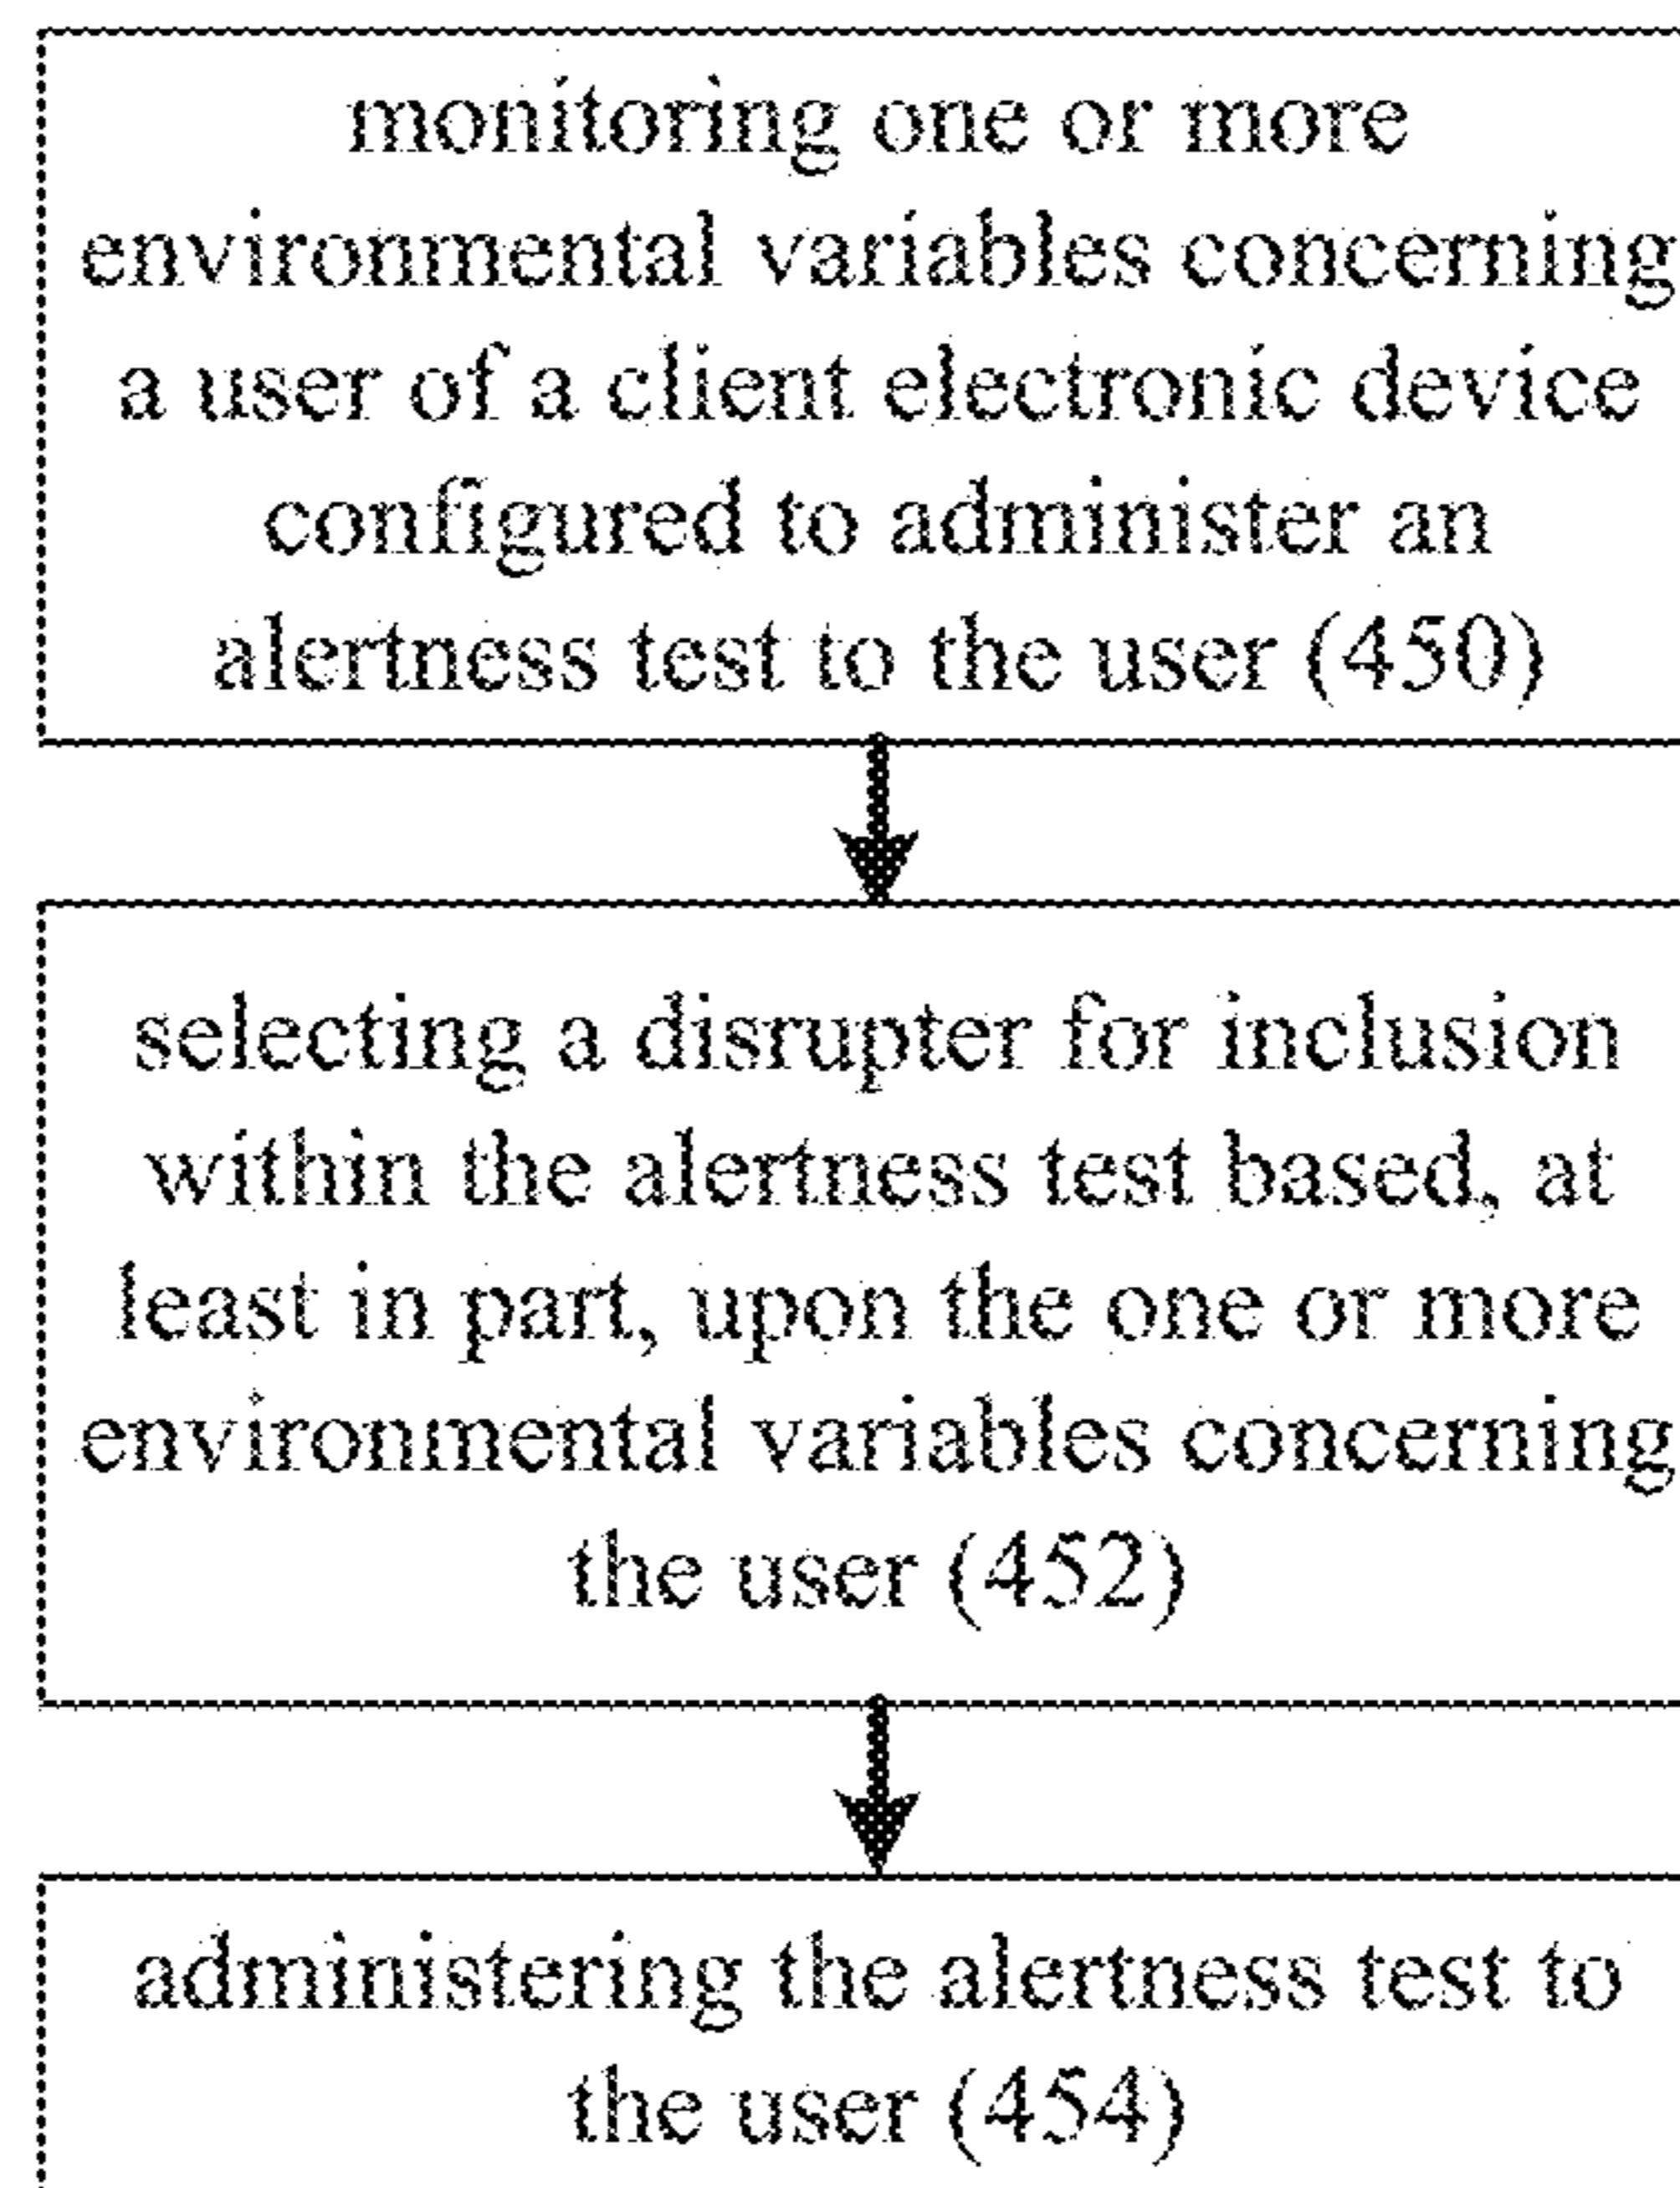 monitoring one or more
environmental variables concerning
a user of a client electronic device
configured to administer an
alertness test to the user (450)
selecting a disrupter for inclusion
within the alertness test based, at
least in part, upon the one or more
environmental variables concerning
the user (452)
administering the alertness test to
the user (454)